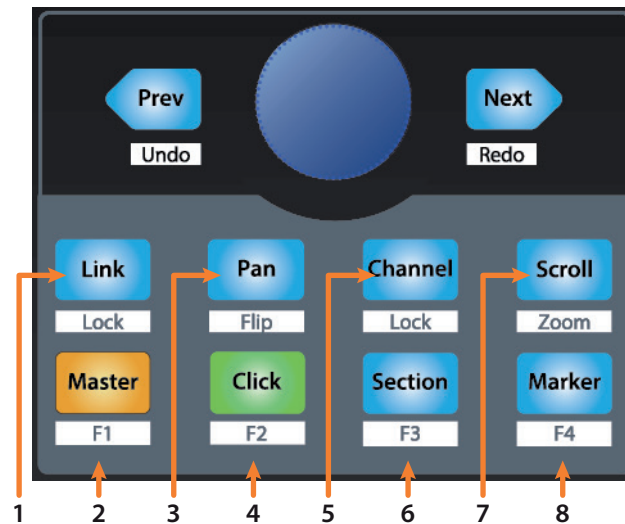 Prev Next
Undo Redo
Link Pan Channel Scroll
Lock Flip Lock Zoom
Master Click Section Marker
F1 F2 F3 F4
1 2 3 4 5 6 7 8